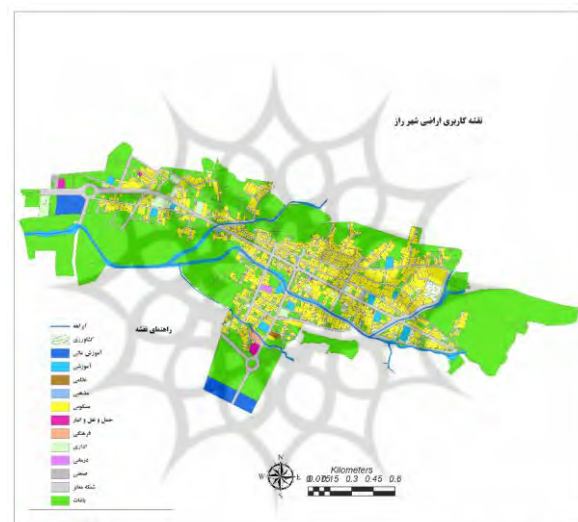 نقشه کاربری اراضی شهر راز
راهنمای نقشه
آبراهه
کشاورزی
آموزش عالی
آموزشی
نظامی
مذهبی
مسکونی
حمل و نقل و انبار
فرهنگی
اداری
درمانی
صنعتی
شبکه معابر
باغات
N
W
E
S
Kilometers
0.3 0.45 0.6